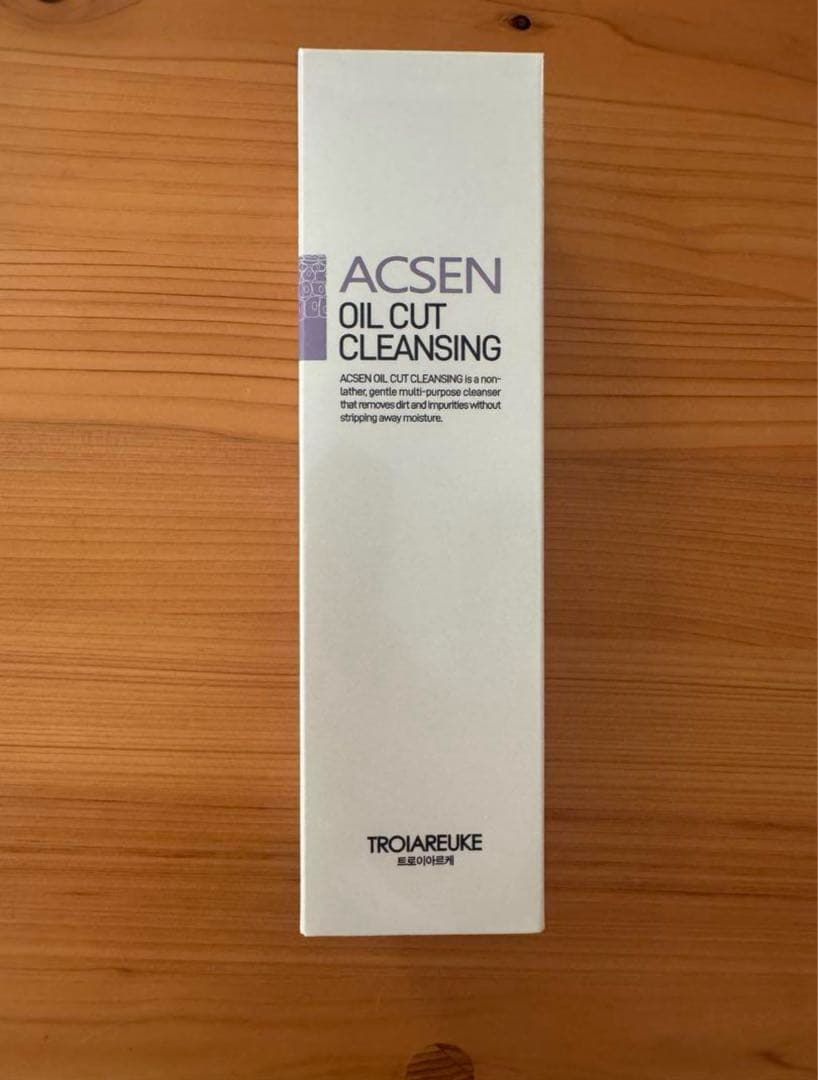 ACSEN
OIL CUT
CLEANSING
ACSEN OIL CUT CLEANSING is a non-
lather, gentle multi-purpose cleanser
that removes dirt and impurities without
stripping away moisture.
TROIAREUKE
트로이아르케